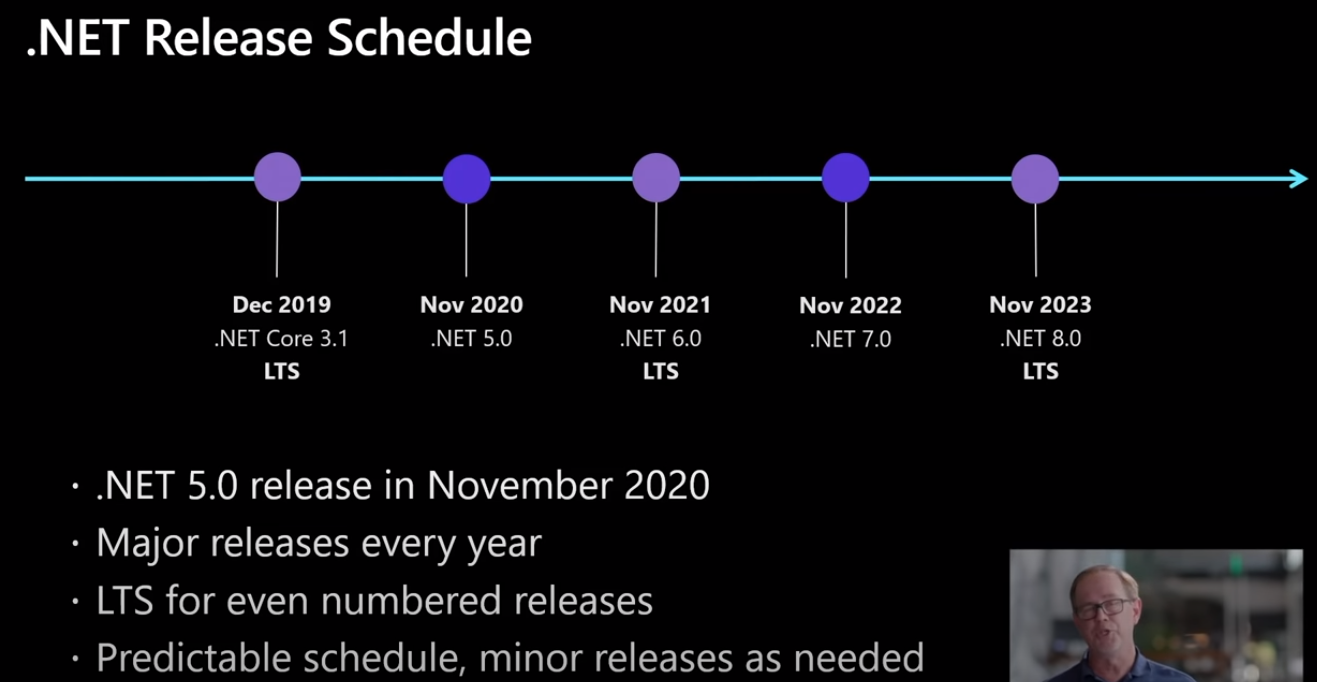 .NET Release Schedule
Dec 2019 Nov 2020 Nov 2021 Nov 2022 Nov 2023
.NET Core 3.1 .NET 5.0 .NET 6.0 .NET 7.0 .NET 8.0
LTS LTS LTS
· .NET 5.0 release in November 2020
· Major releases every year
· LTS for even numbered releases
· Predictable schedule, minor releases as needed